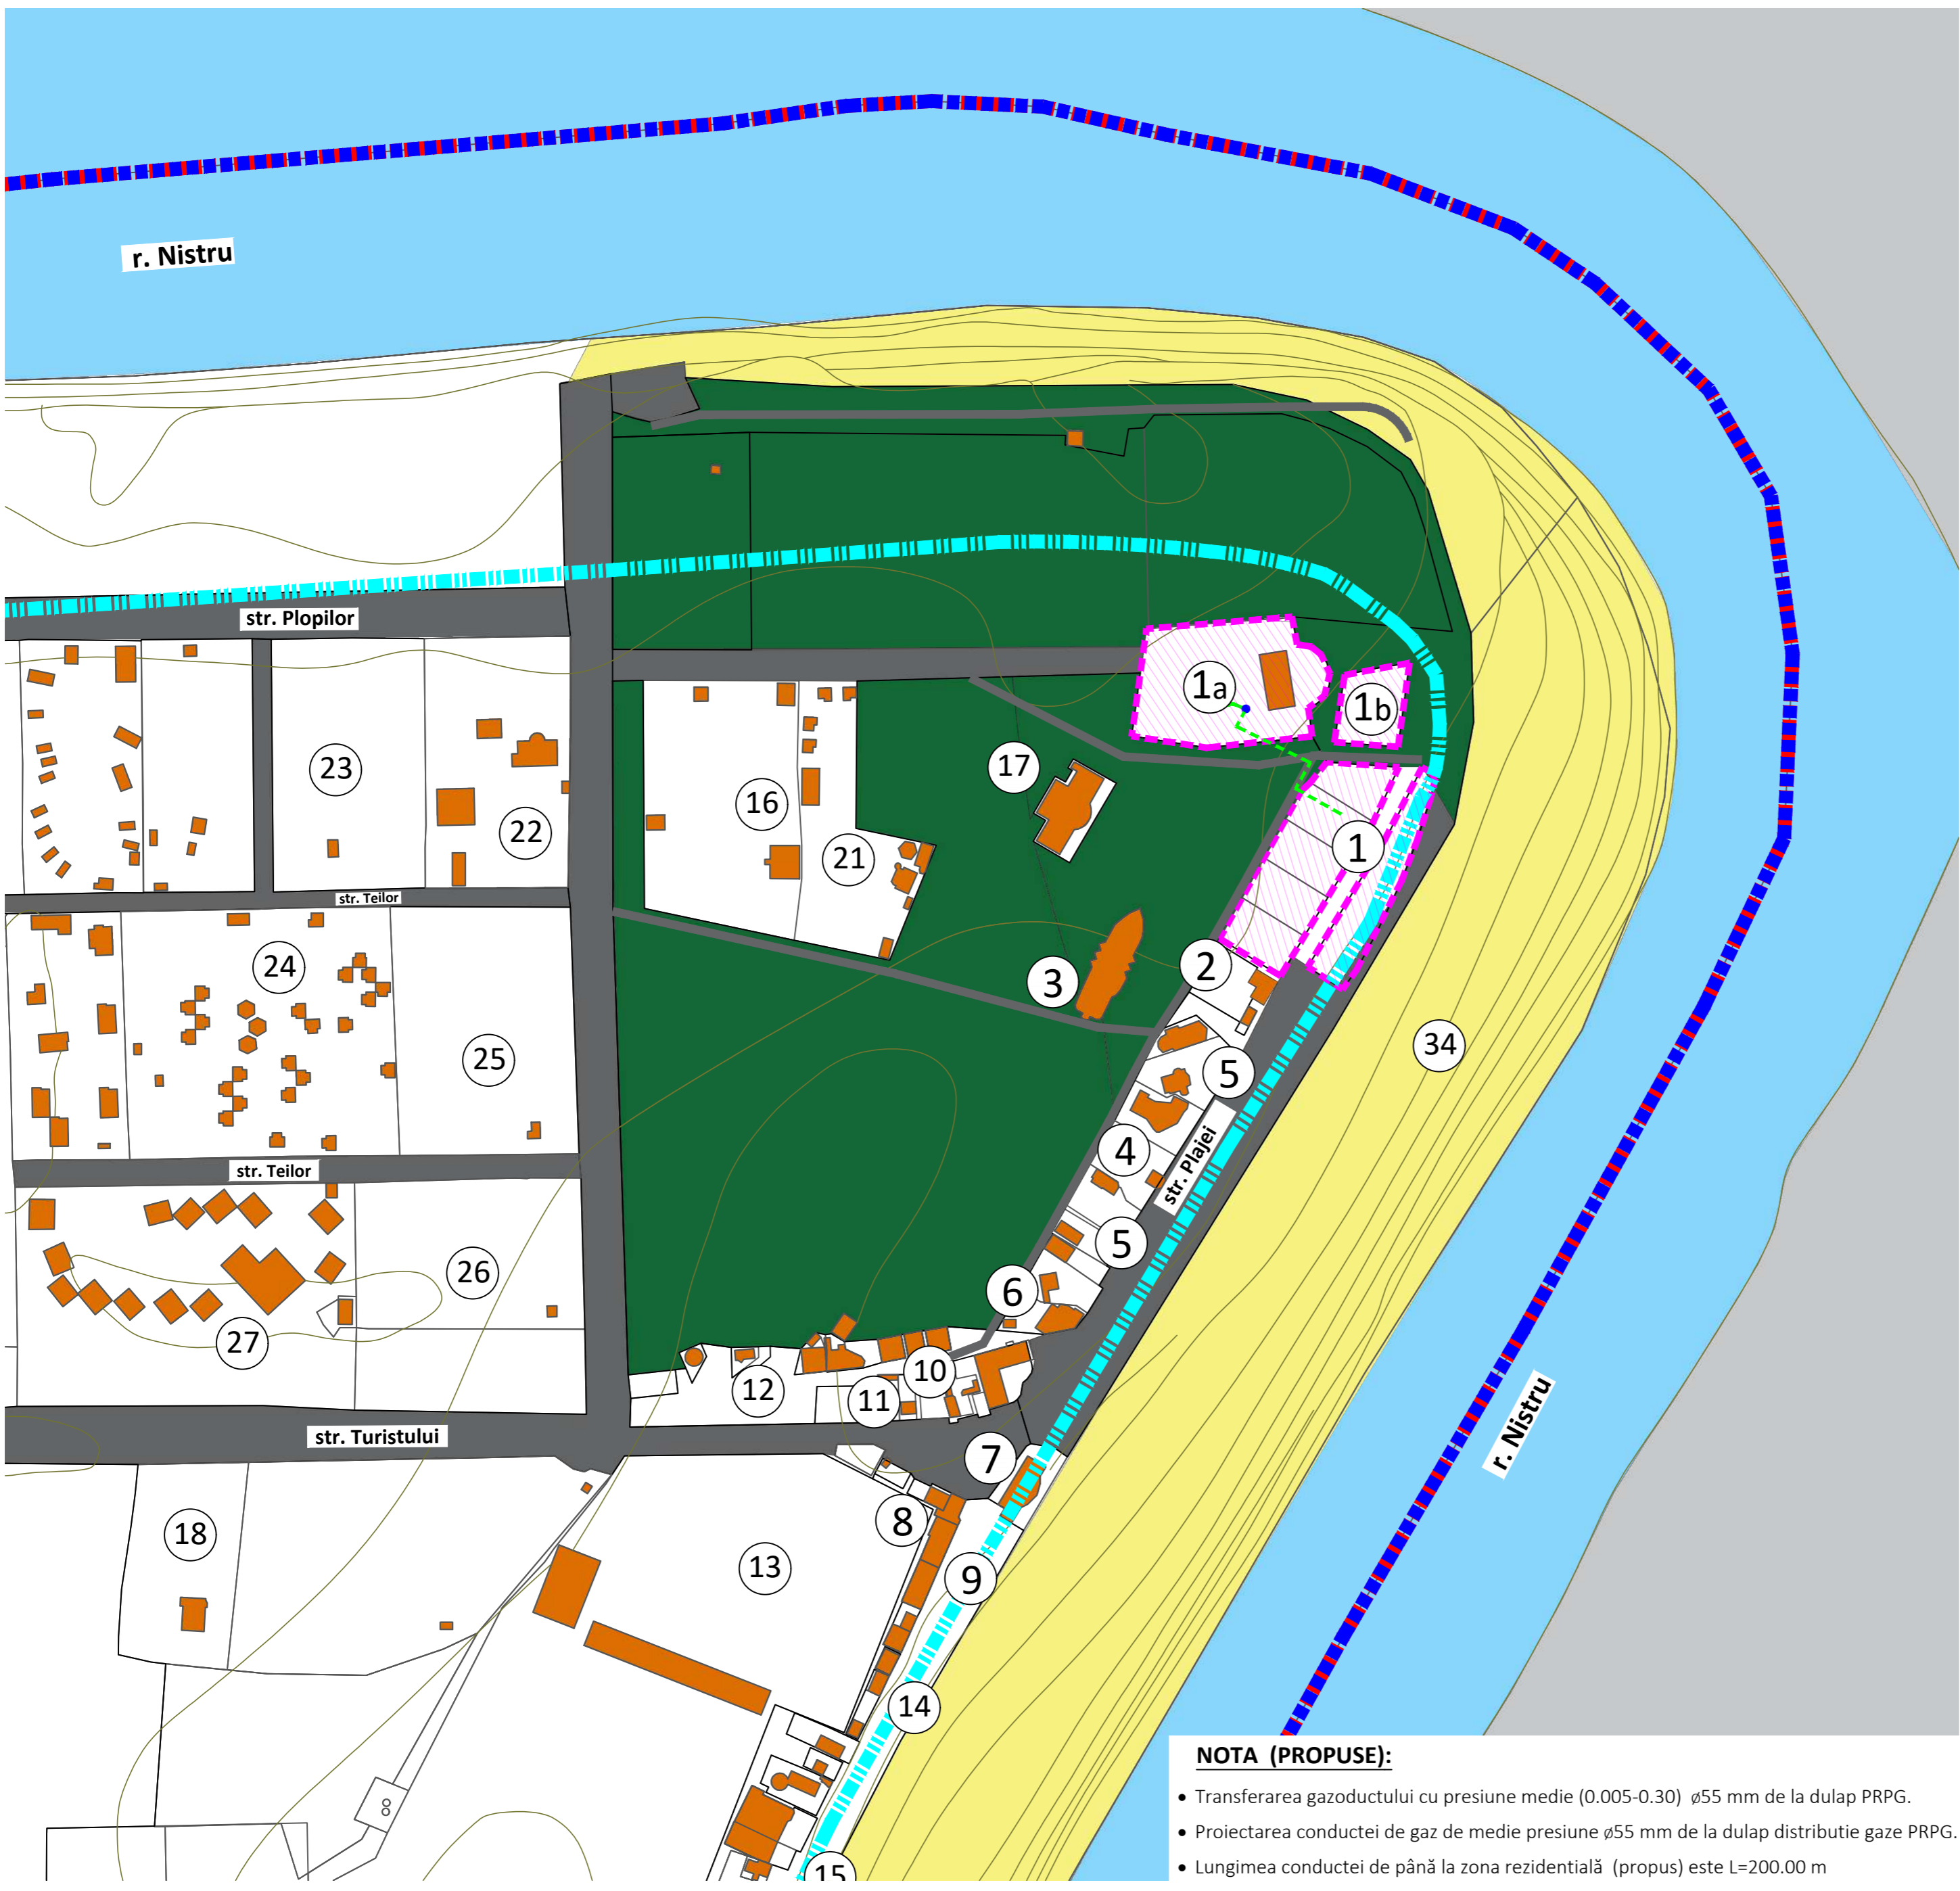 r. Nistru
str. Plopilor
1a
1b
17
23
16
22
21
1
str. Teilor
24
2
3
34
25
5
4
str. Plajei
str. Teilor
5
26
6
27
10
12
11
str. Turistului
r. Nistru
7
8
18
13
9
14
15
NOTA (PROPUSE):
• Transferarea gazoductului cu presiune medie (0.005-0.30) ø55 mm de la dulap PRPG.
• Proiectarea conductei de gaz de medie presiune ø55 mm de la dulap distributie gaze PRPG.
• Lungimea conductei de până la zona rezidentială (propus) este L=200.00 m